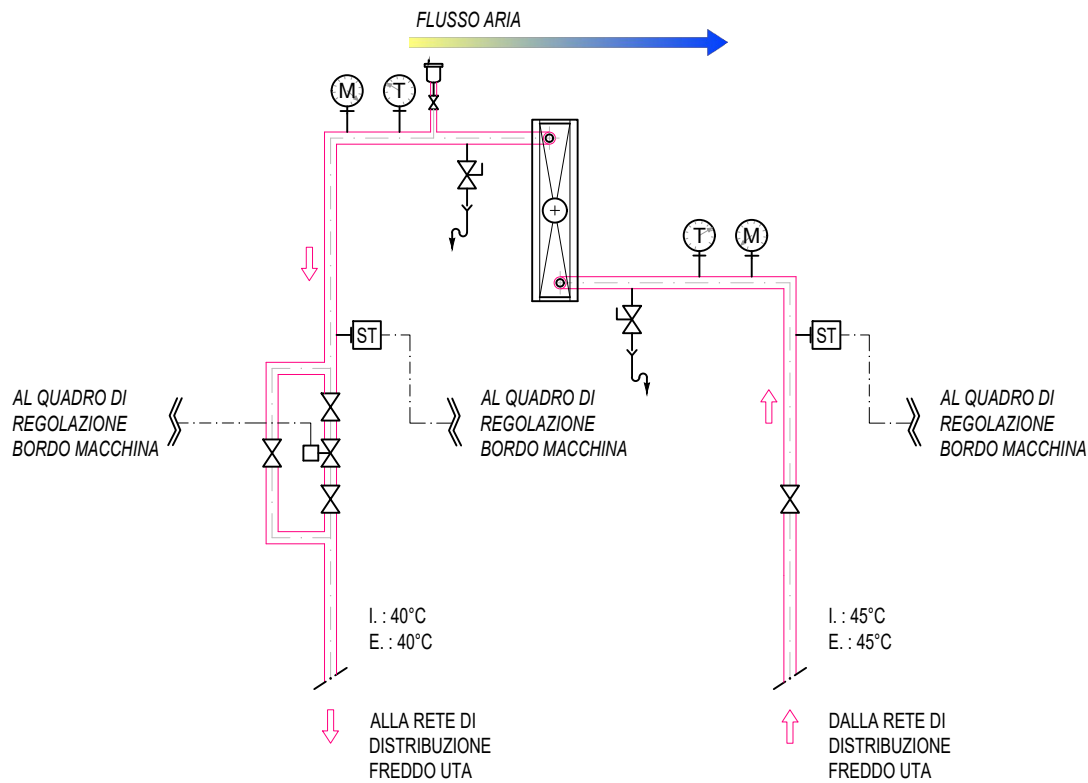 FLUSSO ARIA
M
T
T
M
ST
ST
AL QUADRO DI
REGOLAZIONE
BORDO MACCHINA
AL QUADRO DI
REGOLAZIONE
BORDO MACCHINA
AL QUADRO DI
REGOLAZIONE
BORDO MACCHINA
I. : 40°C
E. : 40°C
I. : 45°C
E. : 45°C
ALLA RETE DI
DISTRIBUZIONE
FREDDO UTA
DALLA RETE DI
DISTRIBUZIONE
FREDDO UTA